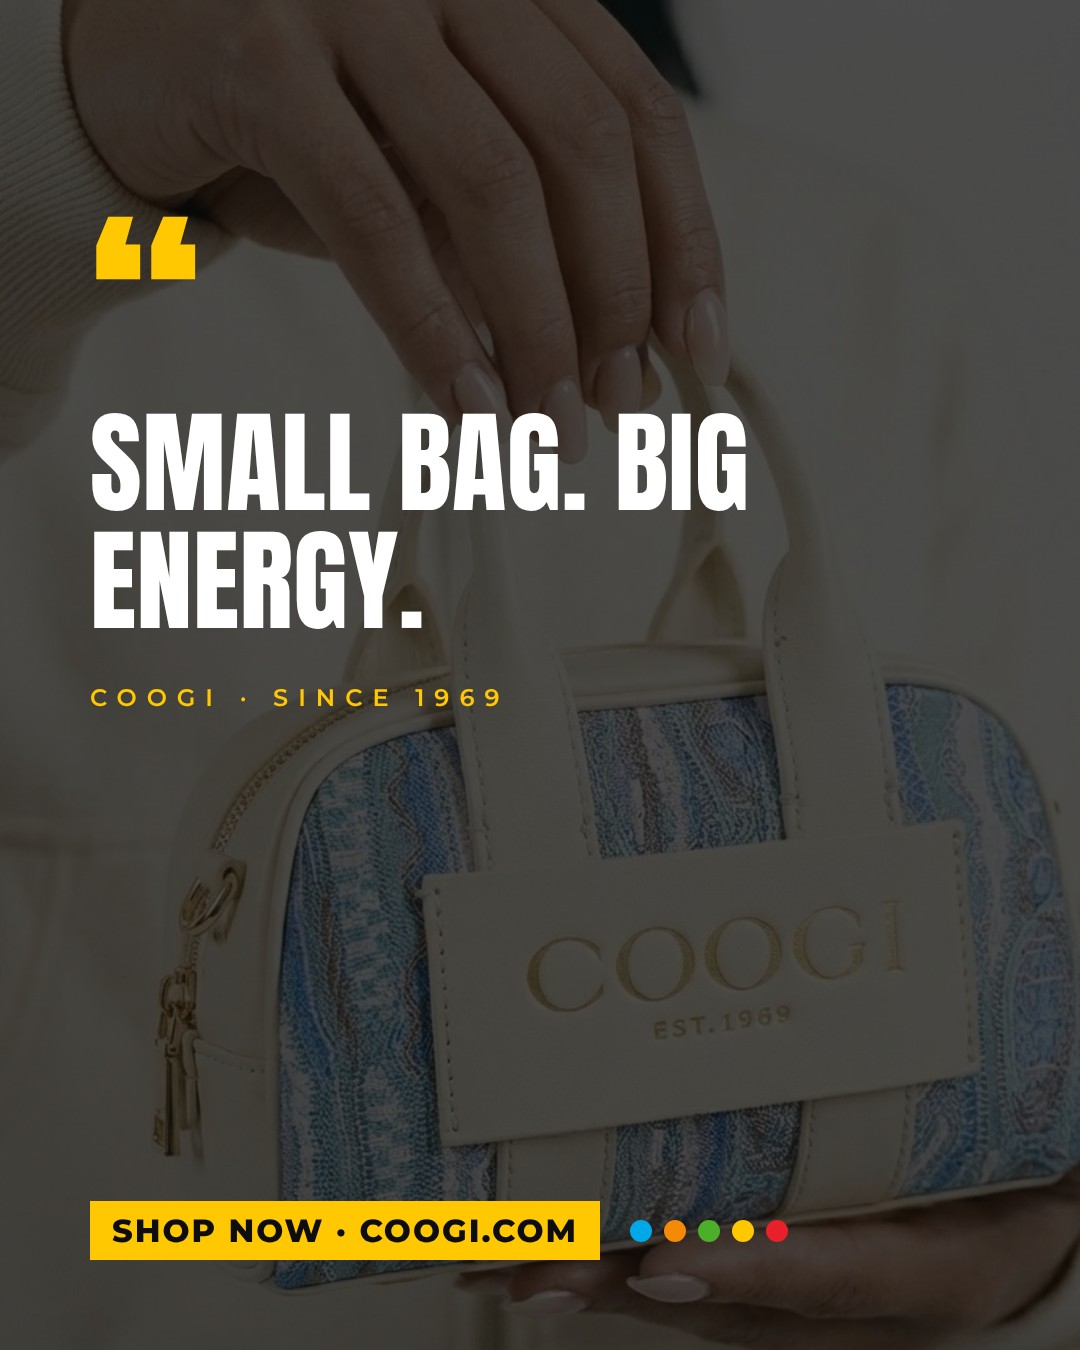 “
SMALL BAG. BIG
ENERGY.
COOGI · SINCE 1969
COOGI
EST.1969
SHOP NOW · COOGI.COM